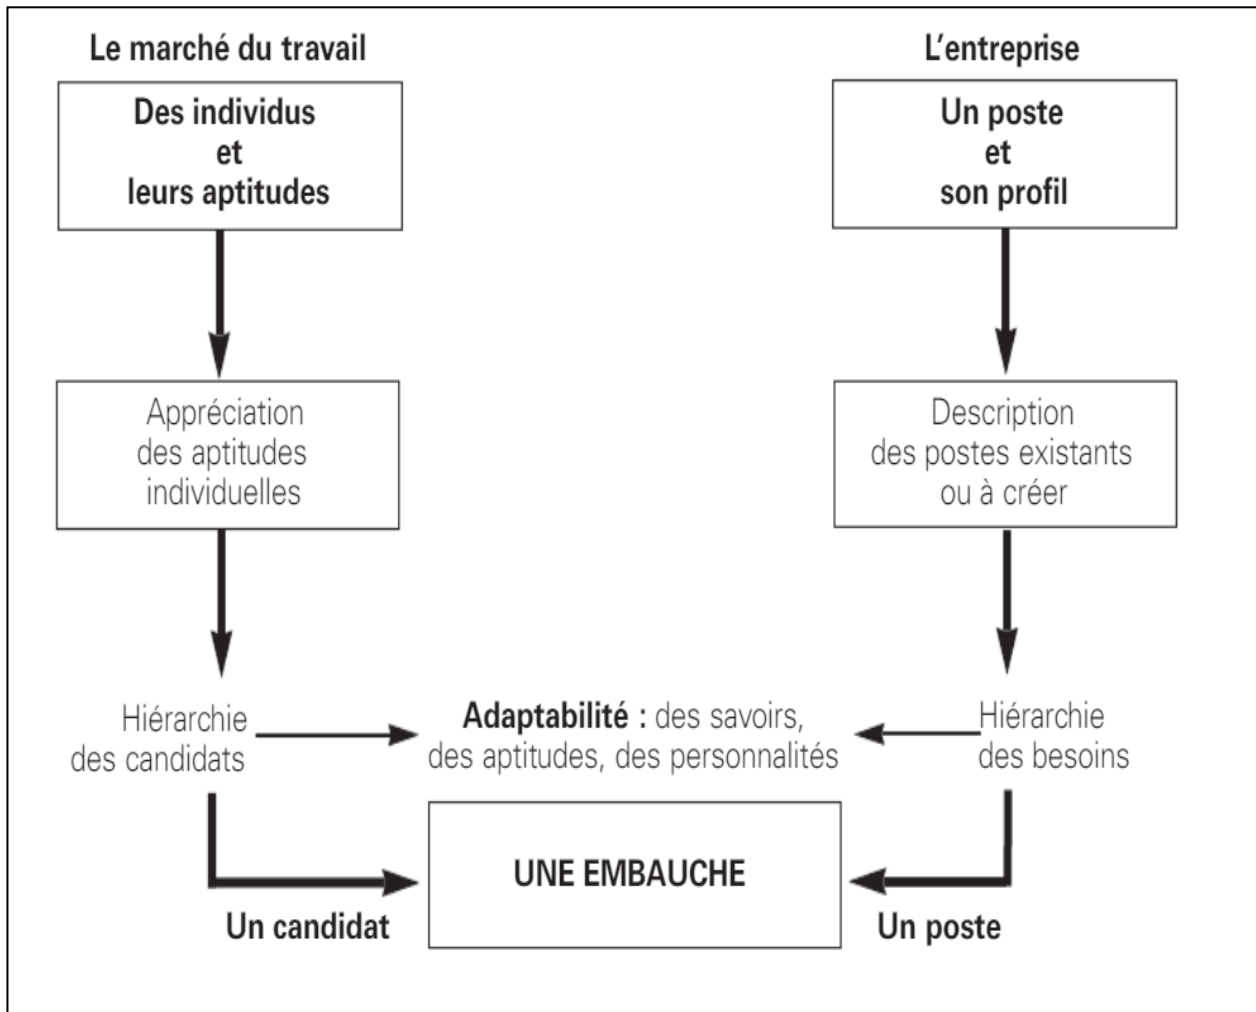 Le marché du travail
L'entreprise
Des individus
et
leurs aptitudes
Un poste
et
son profil
Appréciation
des aptitudes
individuelles
Description
des postes existants
ou à créer
Hiérarchie
des candidats
Adaptabilité : des savoirs,
des aptitudes, des personnalités
Hiérarchie
des besoins
UNE EMBAUCHE
Un candidat
Un poste